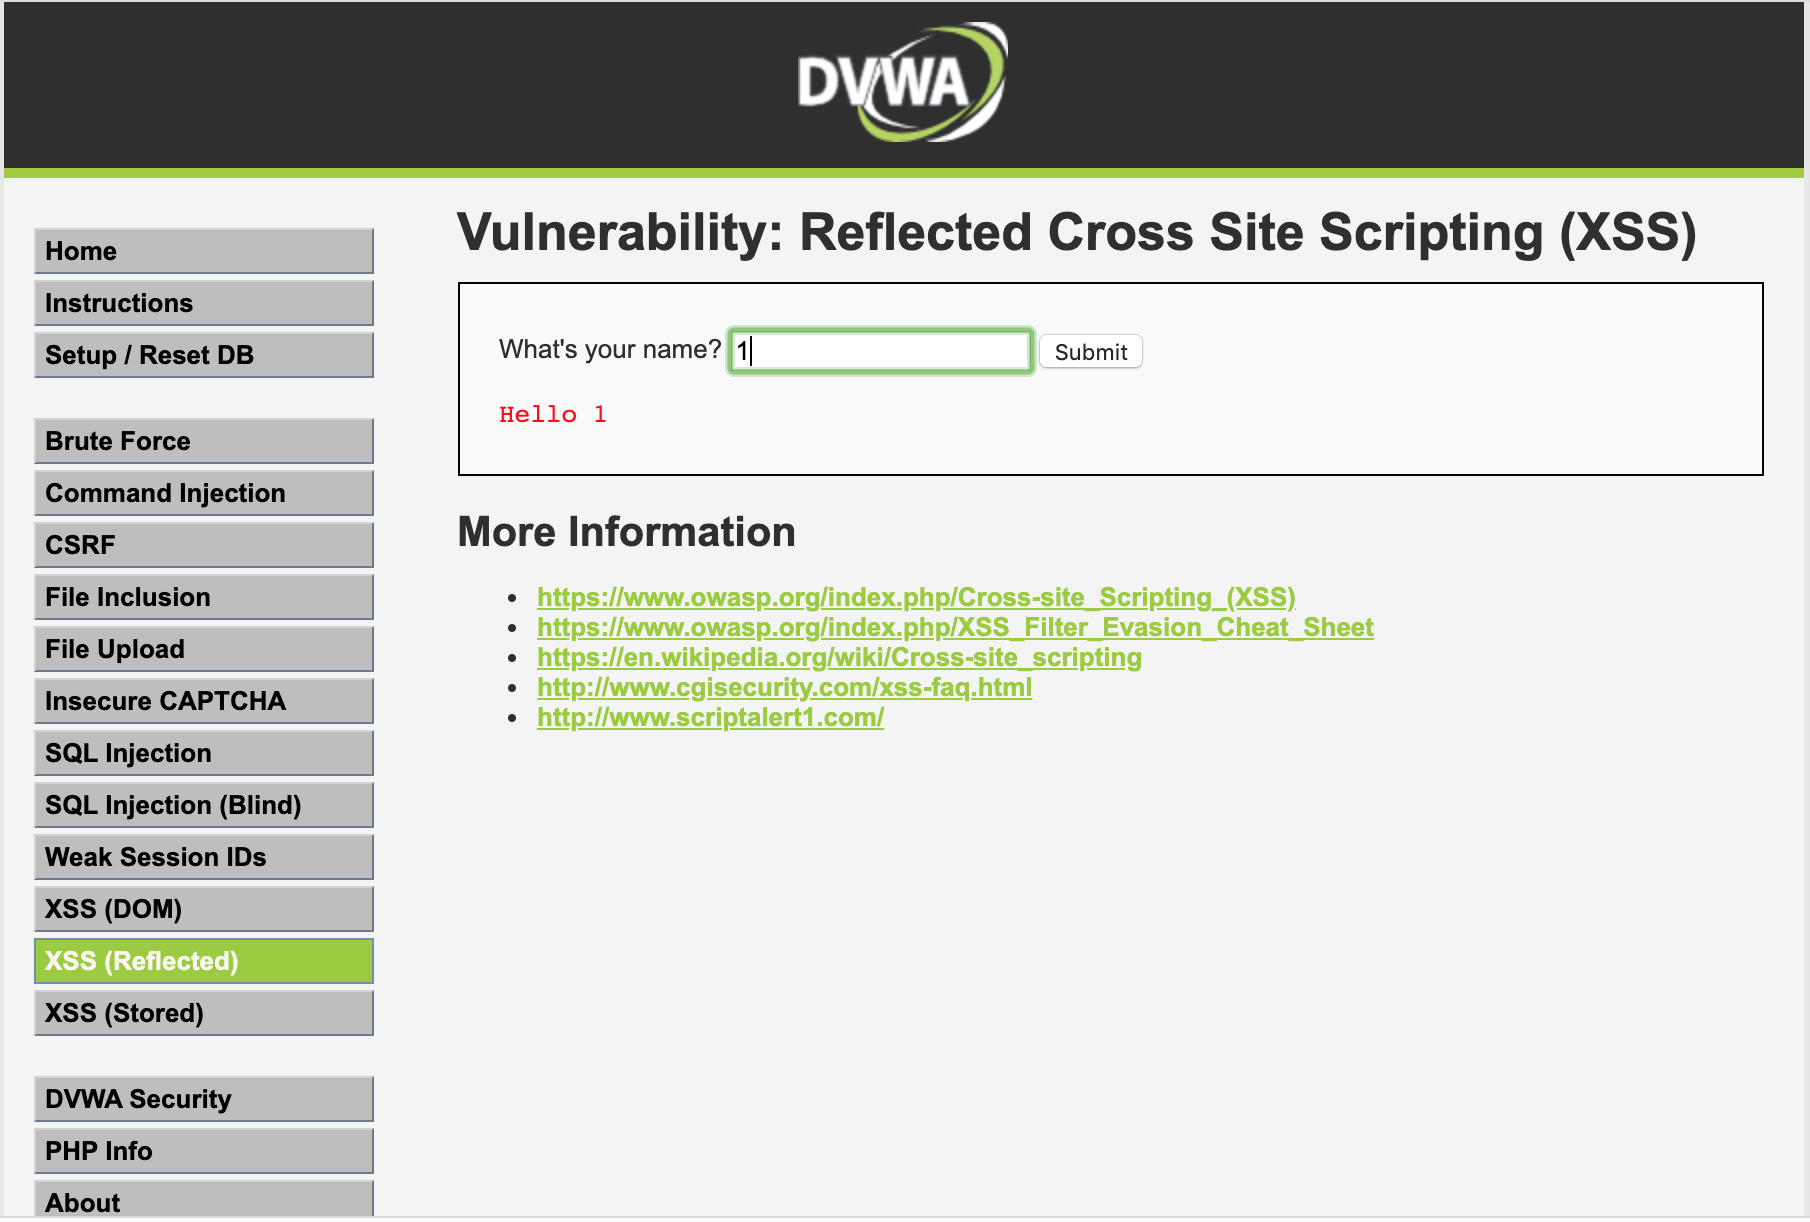 DVWA
Home
Instructions
Setup / Reset DB
Brute Force
Command Injection
CSRF
File Inclusion
File Upload
Insecure CAPTCHA
SQL Injection
SQL Injection (Blind)
Weak Session IDs
XSS (DOM)
XSS (Reflected)
XSS (Stored)
DVWA Security
PHP Info
About
Vulnerability: Reflected Cross Site Scripting (XSS)
What's your name? 1 Submit
Hello 1
More Information
https://www.owasp.org/index.php/Cross-site_Scripting_(XSS)
https://www.owasp.org/index.php/XSS_Filter_Evasion_Cheat_Sheet
https://en.wikipedia.org/wiki/Cross-site_scripting
http://www.cgisecurity.com/xss-faq.html
http://www.scriptalert1.com/